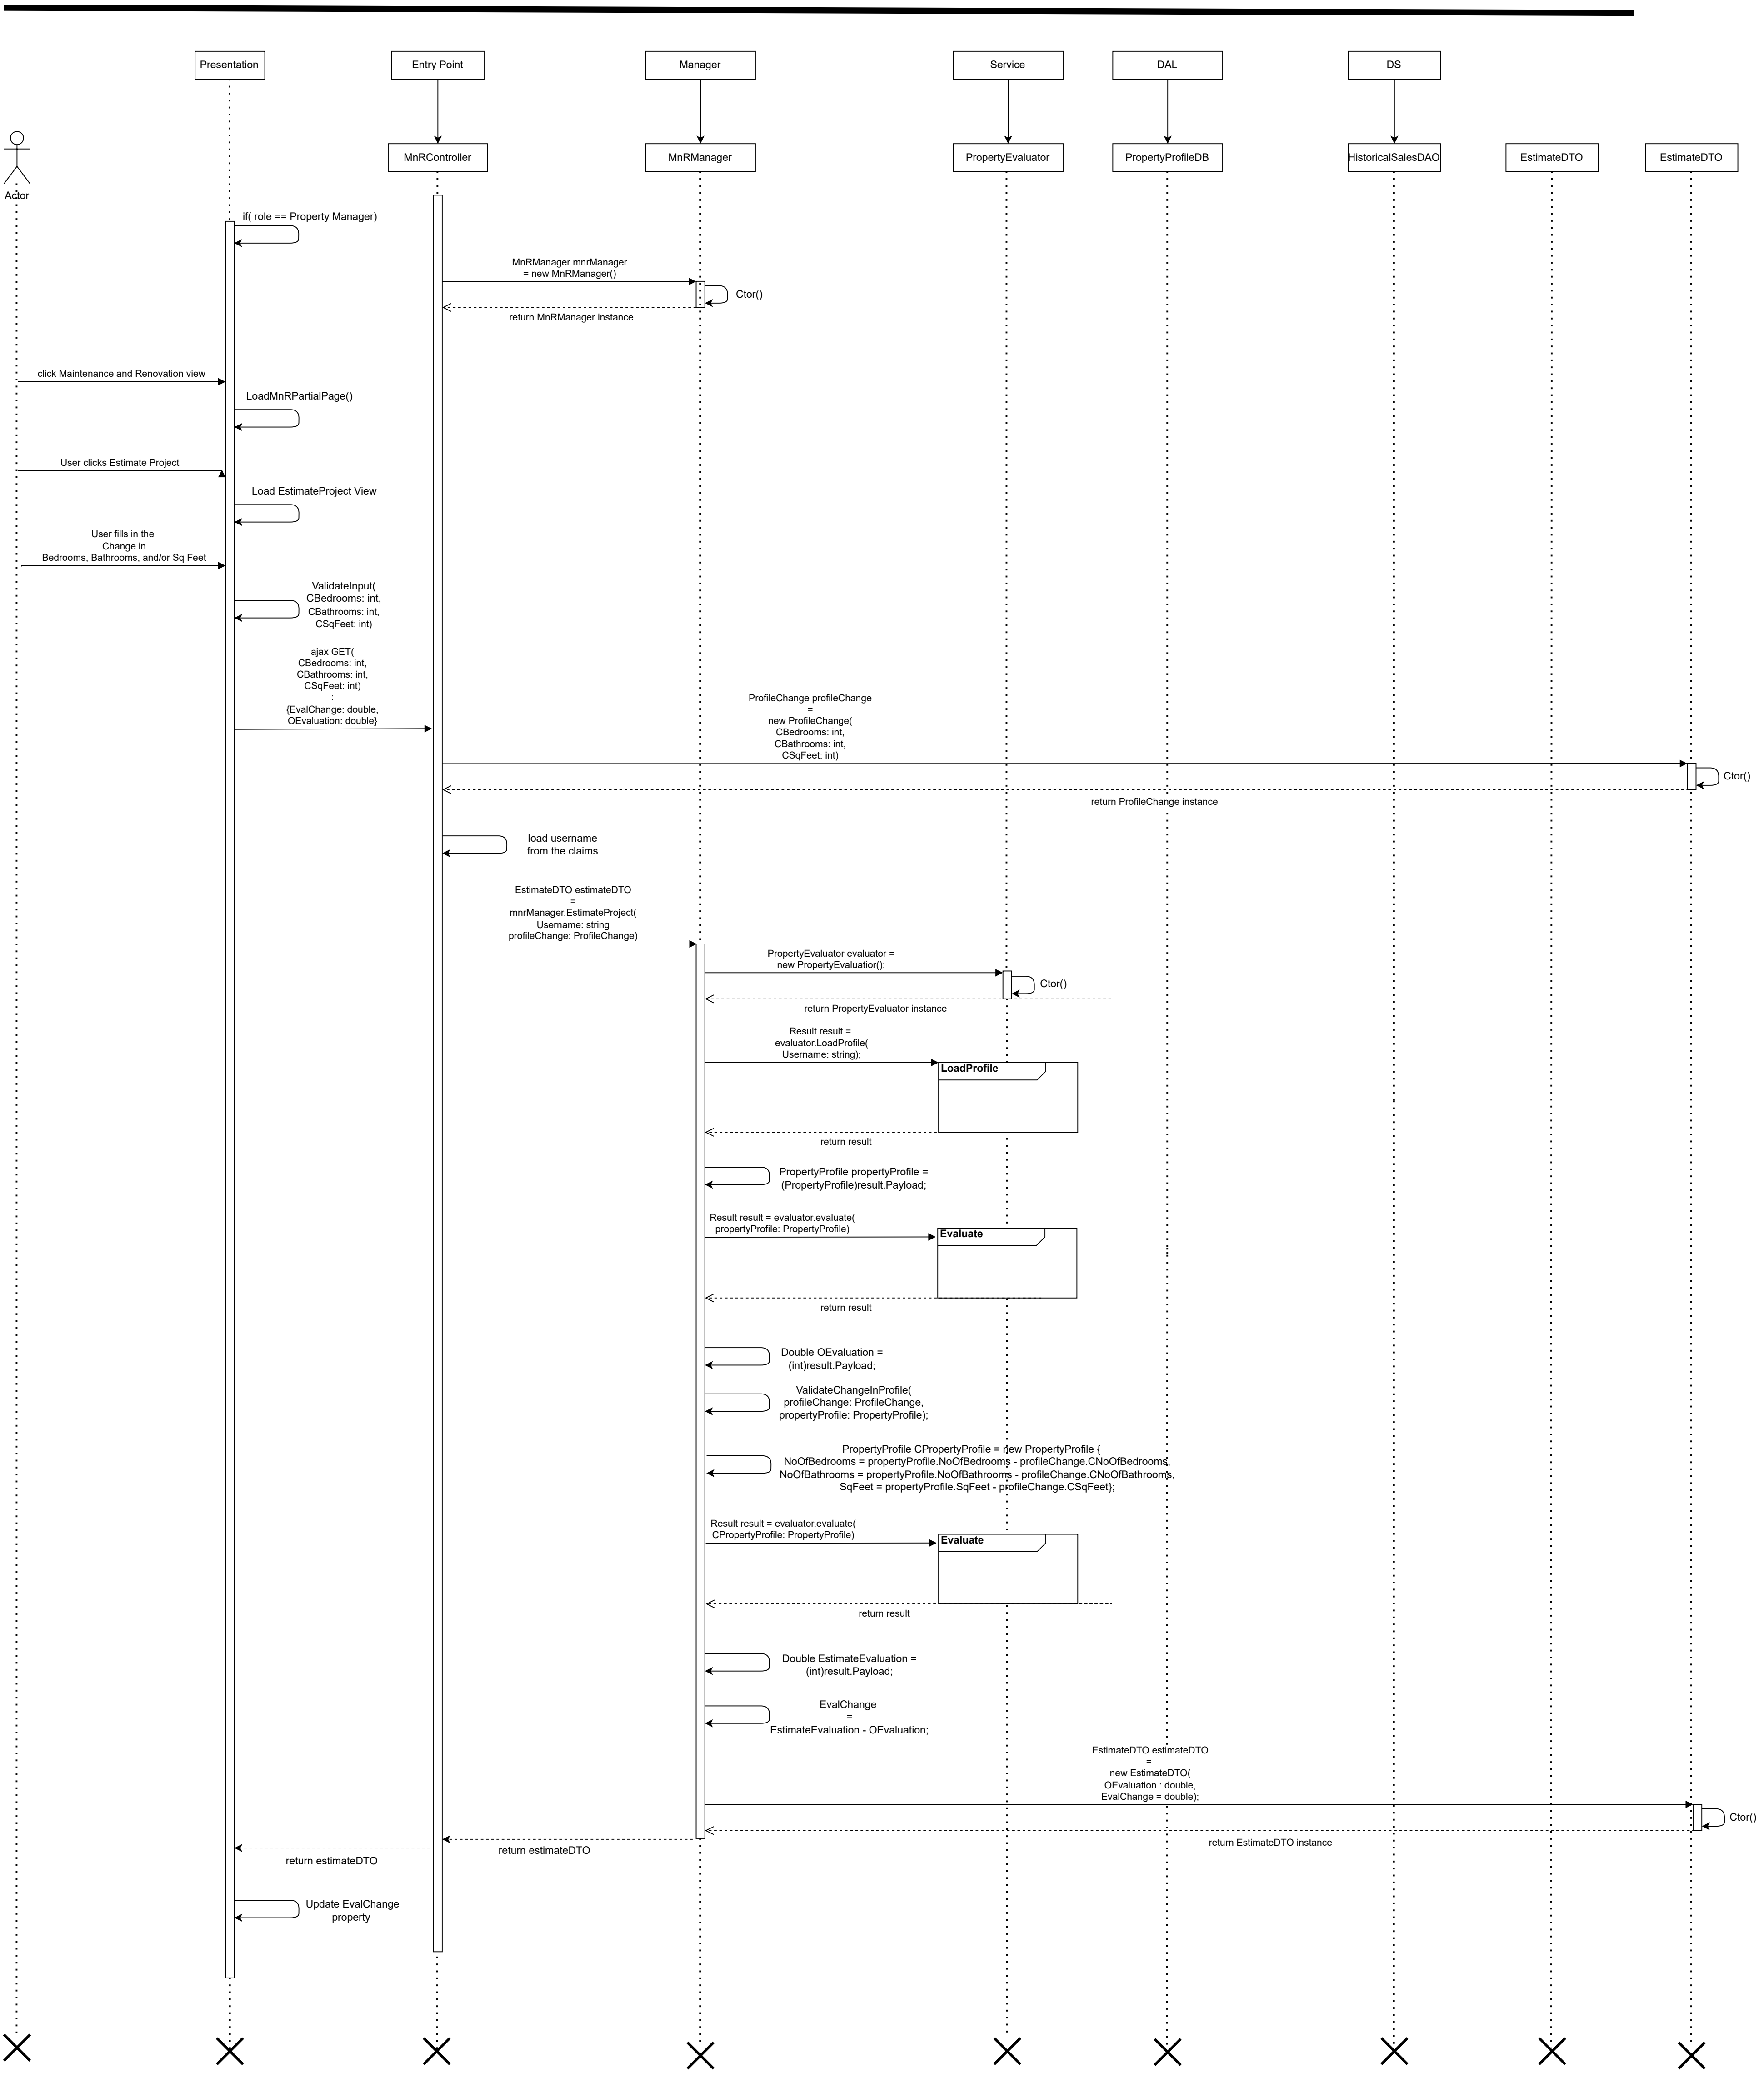 Presentation
Entry Point
Manager
Service
DAL
DS
MnRController
MnRManager
PropertyEvaluator
PropertyProfileDB
HistoricalSalesDAO
EstimateDTO
EstimateDTO
Actor
if( role == Property Manager)
MnRManager mnrManager
= new MnRManager()
Ctor()
return MnRManager instance
click Maintenance and Renovation view
LoadMnRPartialPage()
User clicks Estimate Project
Load EstimateProject View
User fills in the
Change in
Bedrooms, Bathrooms, and/or Sq Feet
ValidateInput(
CBedrooms: int,
CBathrooms: int,
CSqFeet: int)
ajax GET(
CBedrooms: int,
CBathrooms: int,
CSqFeet: int)
:
{EvalChange: double,
OEvaluation: double}
ProfileChange profileChange
=
new ProfileChange(
CBedrooms: int,
CBathrooms: int,
CSqFeet: int)
Ctor()
return ProfileChange instance
load username
from the claims
EstimateDTO estimateDTO
=
mnrManager.EstimateProject(
Username: string
profileChange: ProfileChange)
PropertyEvaluator evaluator =
new PropertyEvaluatior();
Ctor()
return PropertyEvaluator instance
Result result =
evaluator.LoadProfile(
Username: string);
LoadProfile
return result
PropertyProfile propertyProfile =
(PropertyProfile)result.Payload;
Result result = evaluator.evaluate(
propertyProfile: PropertyProfile)
Evaluate
return result
Double OEvaluation =
(int)result.Payload;
ValidateChangeInProfile(
profileChange: ProfileChange,
propertyProfile: PropertyProfile);
PropertyProfile CPropertyProfile = new PropertyProfile {
NoOfBedrooms = propertyProfile.NoOfBedrooms - profileChange.CNoOfBedrooms,
NoOfBathrooms = propertyProfile.NoOfBathrooms - profileChange.CNoOfBathrooms,
SqFeet = propertyProfile.SqFeet - profileChange.CSqFeet};
Result result = evaluator.evaluate(
CPropertyProfile: PropertyProfile)
Evaluate
return result
Double EstimateEvaluation =
(int)result.Payload;
EvalChange
=
EstimateEvaluation - OEvaluation;
EstimateDTO estimateDTO
=
new EstimateDTO(
OEvaluation : double,
EvalChange = double);
Ctor()
return EstimateDTO instance
return estimateDTO
return estimateDTO
Update EvalChange
property